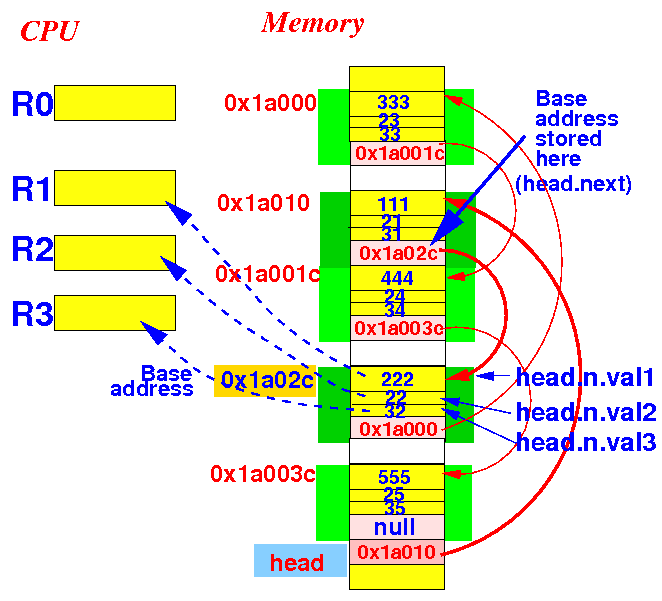 CPU
Memory
R0
R1
R2
R3
Base
address
0x1a000
333
23
33
0x1a001c
Base
address
stored
here
(head.next)
0x1a010
111
21
31
0x1a02c
0x1a001c
444
24
34
0x1a003c
0x1a02c
222
22
32
0x1a000
head.n.val1
head.n.val2
head.n.val3
0x1a003c
555
25
35
null
head
0x1a010